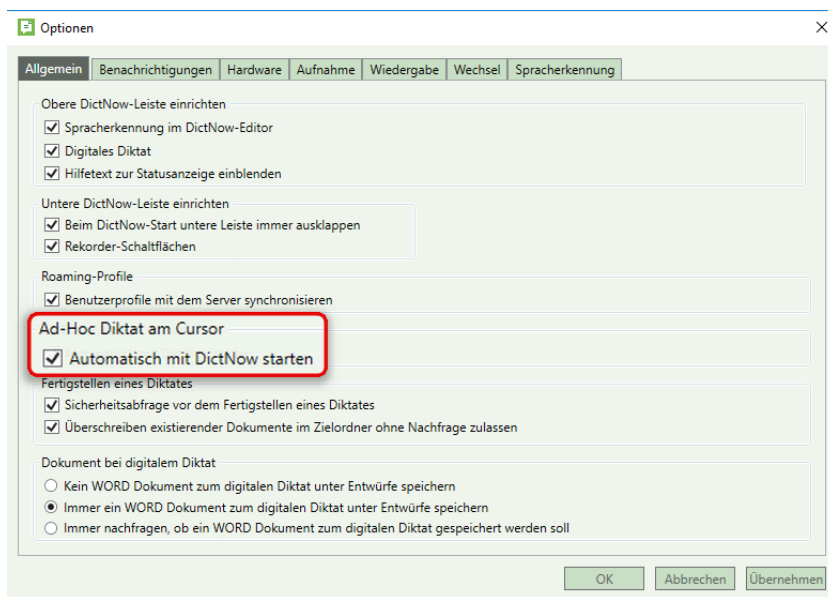 Optionen
Allgemein Benachrichtigungen Hardware Aufnahme Wiedergabe Wechsel Spracherkennung
Obere DictNow-Leiste einrichten
Spracherkennung im DictNow-Editor
Digitales Diktat
Hilfetext zur Statusanzeige einblenden
Untere DictNow-Leiste einrichten
Beim DictNow-Start untere Leiste immer ausklappen
Rekorder-Schaltflächen
Roaming-Profile
Benutzerprofile mit dem Server synchronisieren
Ad-Hoc Diktat am Cursor
Automatisch mit DictNow starten
Fertigstellen eines Diktates
Sicherheitsabfrage vor dem Fertigstellen eines Diktates
Überschreiben existierender Dokumente im Zielordner ohne Nachfrage zulassen
Dokument bei digitalem Diktat
Kein WORD Dokument zum digitalen Diktat unter Entwürfe speichern
Immer ein WORD Dokument zum digitalen Diktat unter Entwürfe speichern
Immer nachfragen, ob ein WORD Dokument zum digitalen Diktat gespeichert werden soll
OK Abbrechen Übernehmen